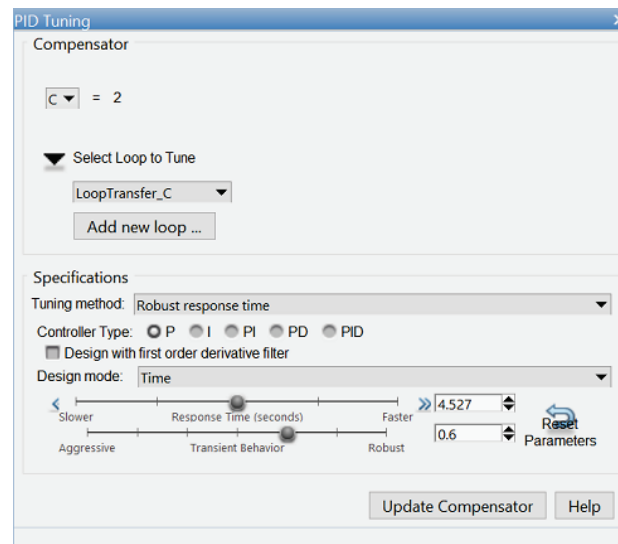 PID Tuning
Compensator
C = 2
Select Loop to Tune
LoopTransfer_C
Add new loop ...
Specifications
Tuning method: Robust response time
Controller Type: P I PI PD PID
Design with first order derivative filter
Design mode: Time
Slower Response Time (seconds) Faster 4.527
Aggressive Transient Behavior Robust 0.6
Reset Parameters
Update Compensator Help